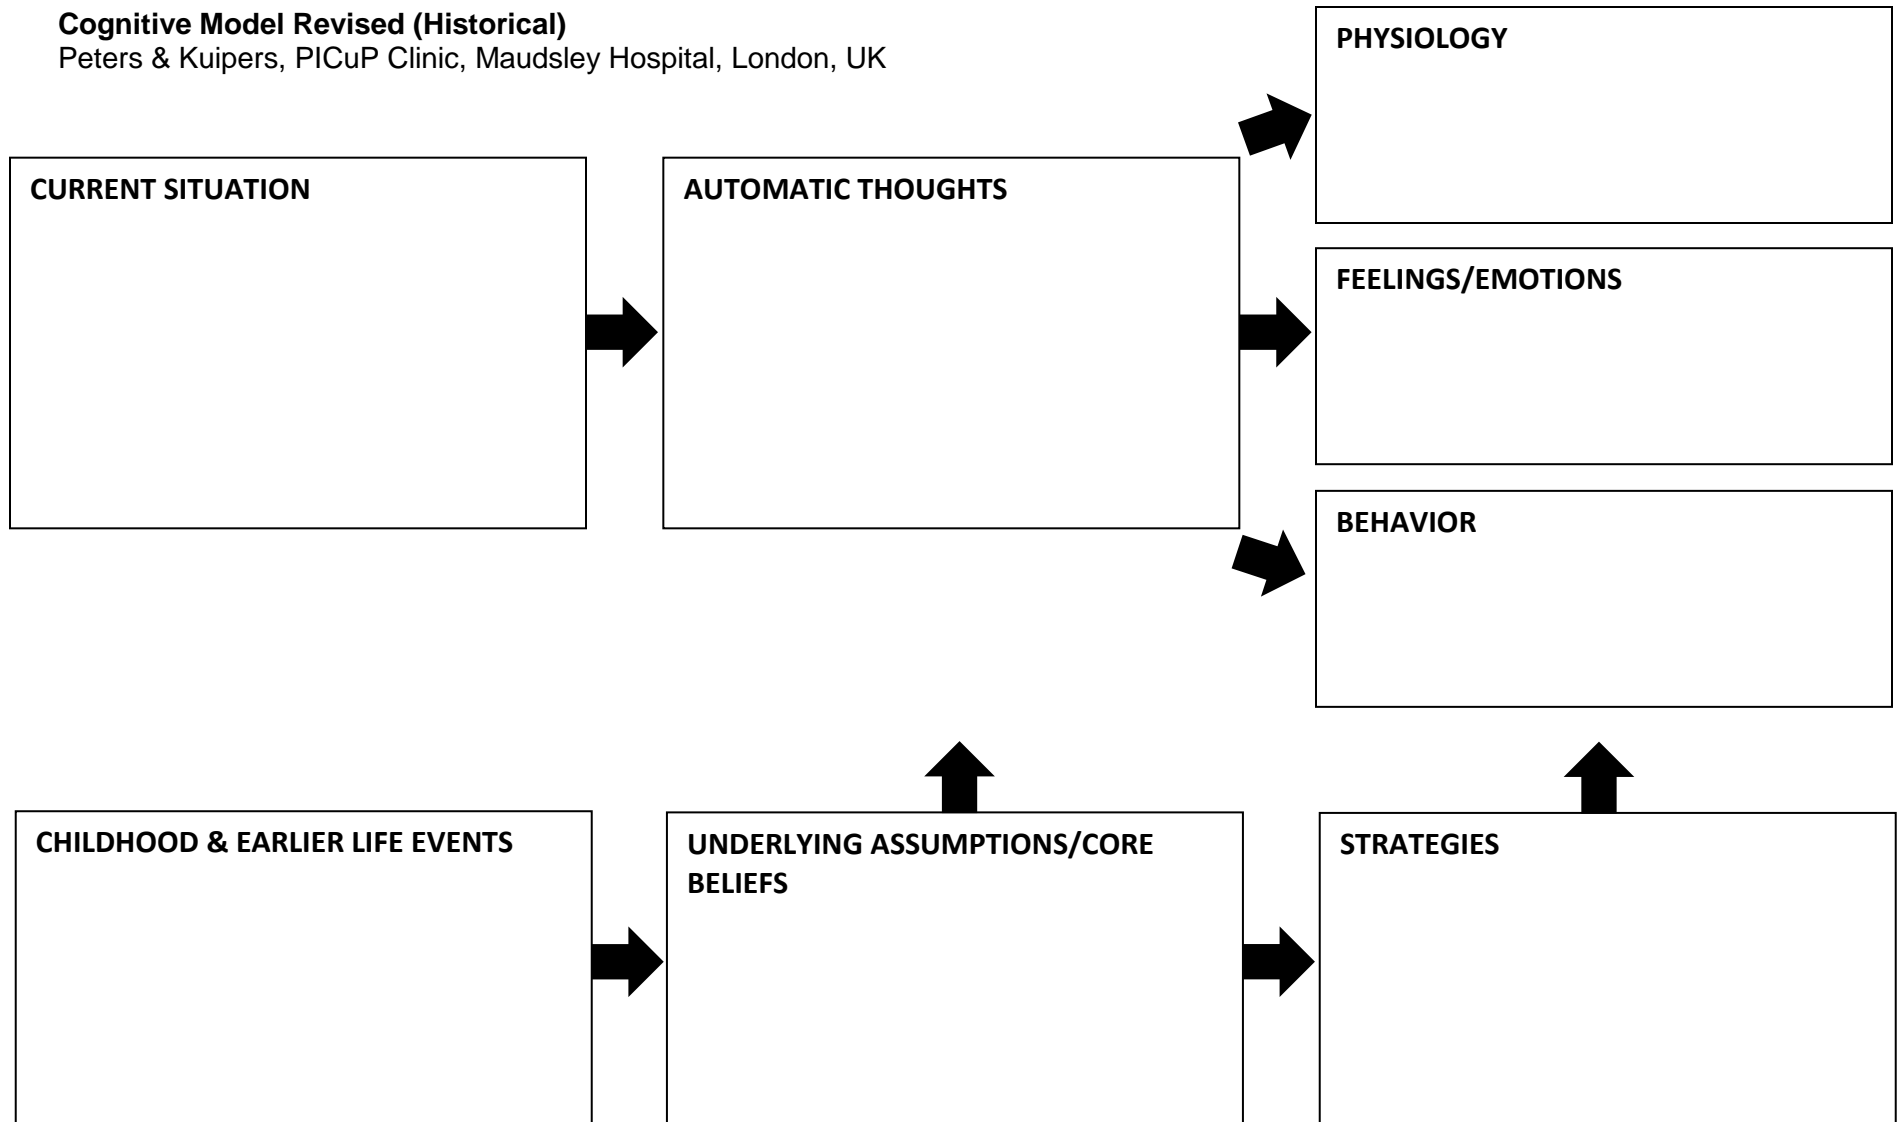 Cognitive Model Revised (Historical)
Peters & Kuipers, PICuP Clinic, Maudsley Hospital, London, UK
PHYSIOLOGY
CURRENT SITUATION
AUTOMATIC THOUGHTS
FEELINGS/EMOTIONS
BEHAVIOR
CHILDHOOD & EARLIER LIFE EVENTS
UNDERLYING ASSUMPTIONS/CORE
BELIEFS
STRATEGIES